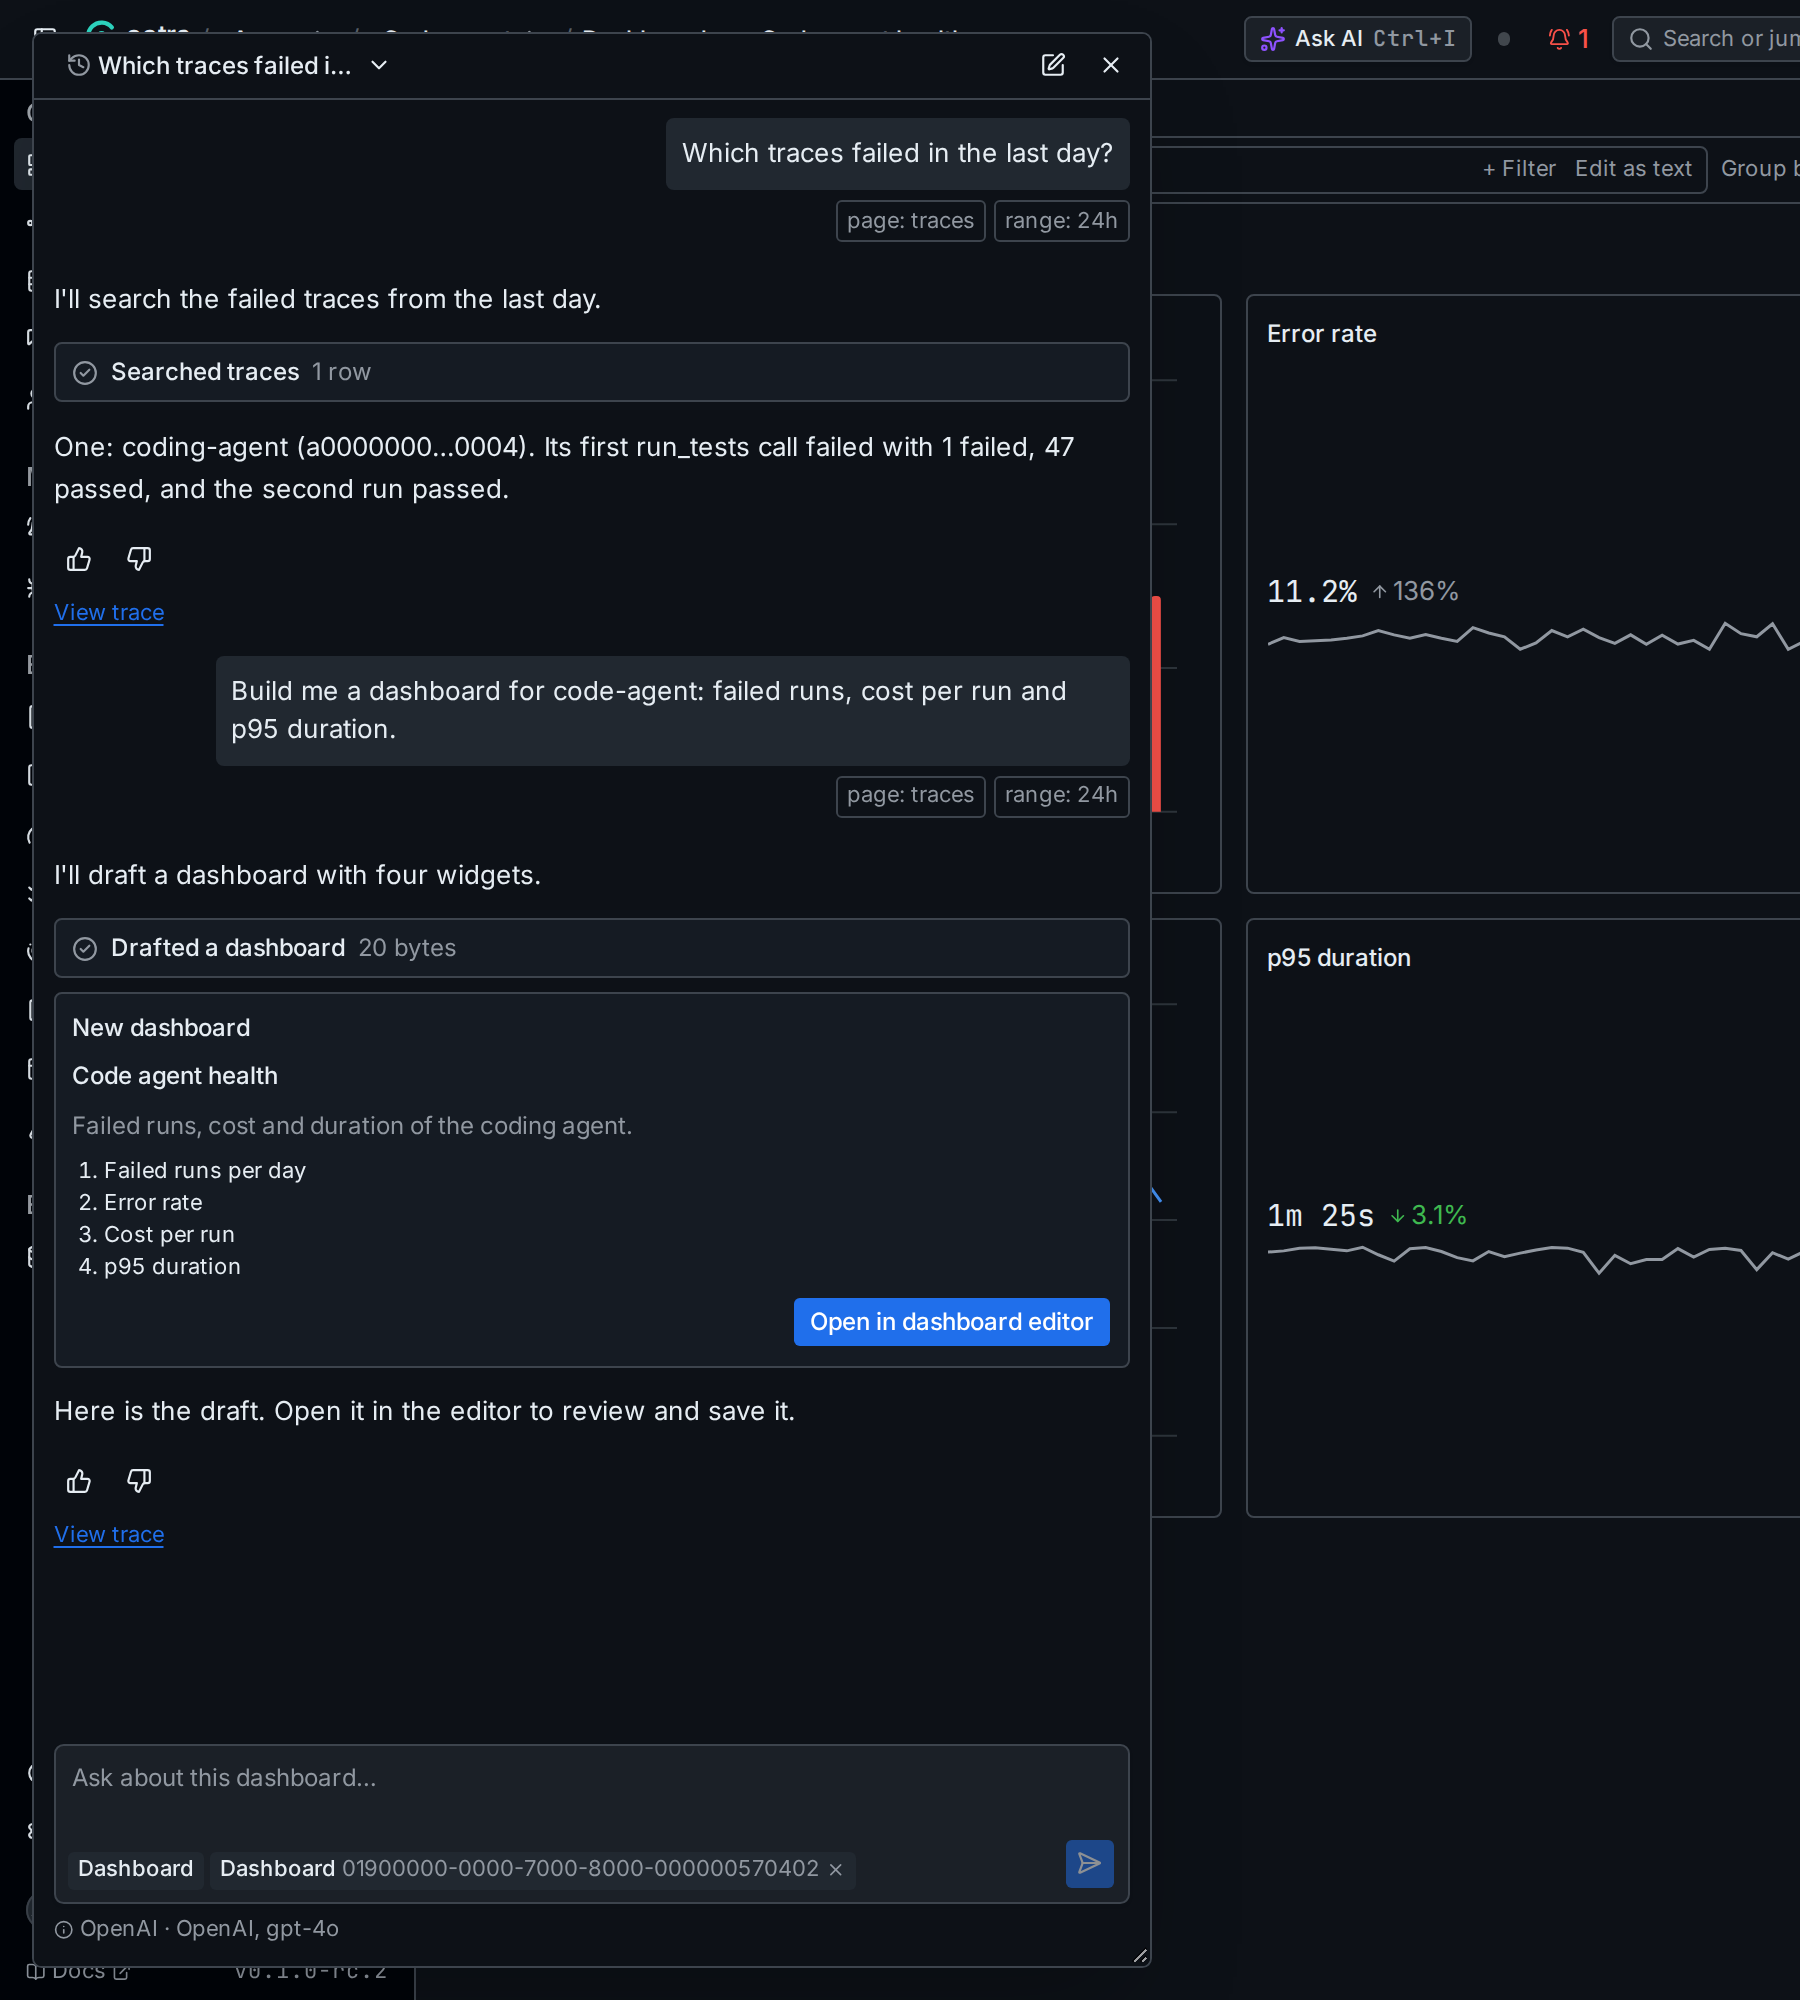 Ask AI Ctrl+I
1
Search or jum
Which traces failed i...
+ Filter
Edit as text
Group b
Which traces failed in the last day?
page: traces
range: 24h
I'll search the failed traces from the last day.
Searched traces 1 row
One: coding-agent (a0000000...0004). Its first run_tests call failed with 1 failed, 47
passed, and the second run passed.
View trace
Build me a dashboard for code-agent: failed runs, cost per run and
p95 duration.
page: traces
range: 24h
I'll draft a dashboard with four widgets.
Drafted a dashboard 20 bytes
New dashboard
Code agent health
Failed runs, cost and duration of the coding agent.
1. Failed runs per day
2. Error rate
3. Cost per run
4. p95 duration
Open in dashboard editor
Here is the draft. Open it in the editor to review and save it.
View trace
Ask about this dashboard...
Dashboard
Dashboard 01900000-0000-7000-8000-000000570402
OpenAI · OpenAI, gpt-4o
Error rate
11.2% ↑ 136%
p95 duration
1m 25s ↓ 3.1%
Docs
v0.1.0-rc.2